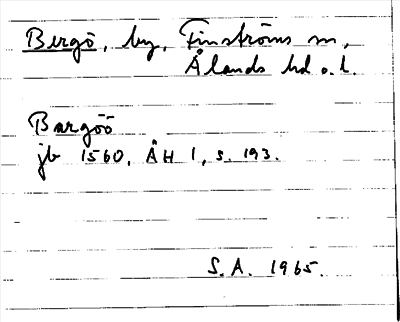 Bergö, by, Finströms sn,
Ålands hd o. l.
Bargöö
jb 1560, ÅH 1, s. 193.
S.A. 1965.